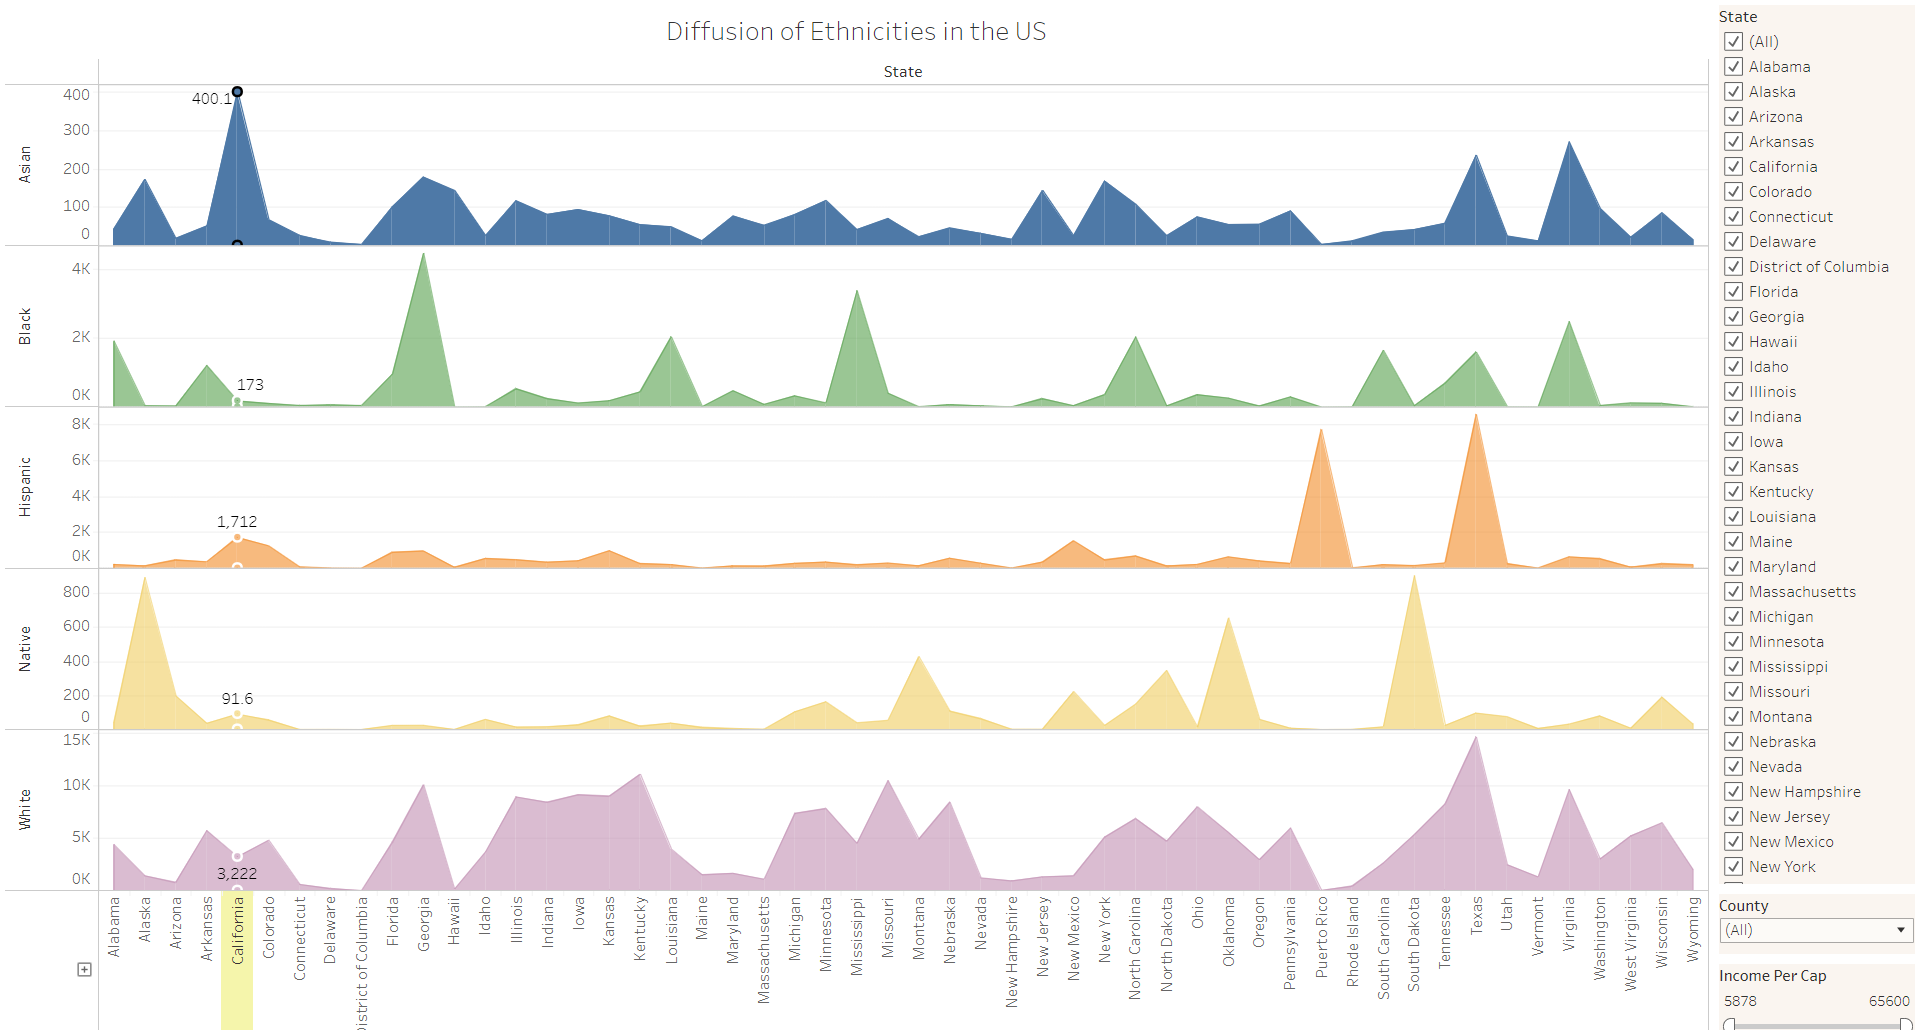 Diffusion of Ethnicities in the US
State
Asian
400
300
200
100
0
400.1
Black
4K
2K
0K
173
Hispanic
8K
6K
4K
2K
0K
1,712
Native
800
600
400
200
0
91.6
White
15K
10K
5K
0K
3,222
Alabama
Alaska
Arizona
Arkansas
California
Colorado
Connecticut
Delaware
District of Columbia
Florida
Georgia
Hawaii
Idaho
Illinois
Indiana
Iowa
Kansas
Kentucky
Louisiana
Maine
Maryland
Massachusetts
Michigan
Minnesota
Mississippi
Missouri
Montana
Nebraska
Nevada
New Hampshire
New Jersey
New Mexico
New York
North Carolina
North Dakota
Ohio
Oklahoma
Oregon
Pennsylvania
Puerto Rico
Rhode Island
South Carolina
South Dakota
Tennessee
Texas
Utah
Vermont
Virginia
Washington
West Virginia
Wisconsin
Wyoming
State
(All)
Alabama
Alaska
Arizona
Arkansas
California
Colorado
Connecticut
Delaware
District of Columbia
Florida
Georgia
Hawaii
Idaho
Illinois
Indiana
Iowa
Kansas
Kentucky
Louisiana
Maine
Maryland
Massachusetts
Michigan
Minnesota
Mississippi
Missouri
Montana
Nebraska
Nevada
New Hampshire
New Jersey
New Mexico
New York
County
(All)
Income Per Cap
5878 65600